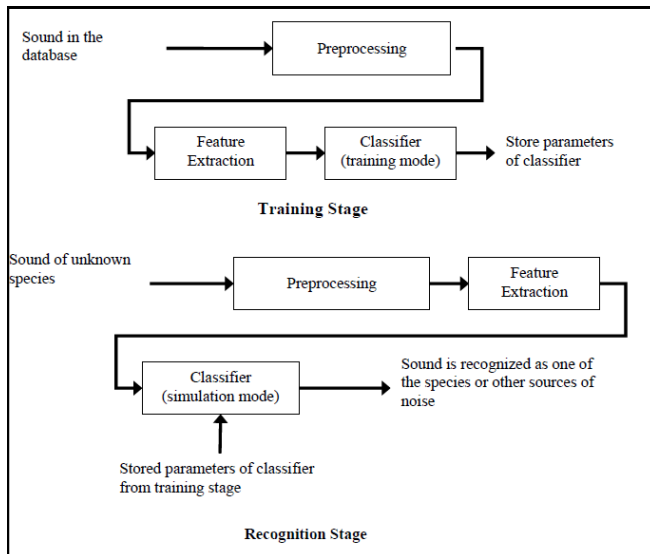 Sound in the
database
Preprocessing
Feature
Extraction
Classifier
(training mode)
Store parameters
of classifier
Training Stage
Sound of unknown
species
Preprocessing
Feature
Extraction
Classifier
(simulation mode)
Sound is recognized as one of
the species or other sources of
noise
Stored parameters of classifier
from training stage
Recognition Stage